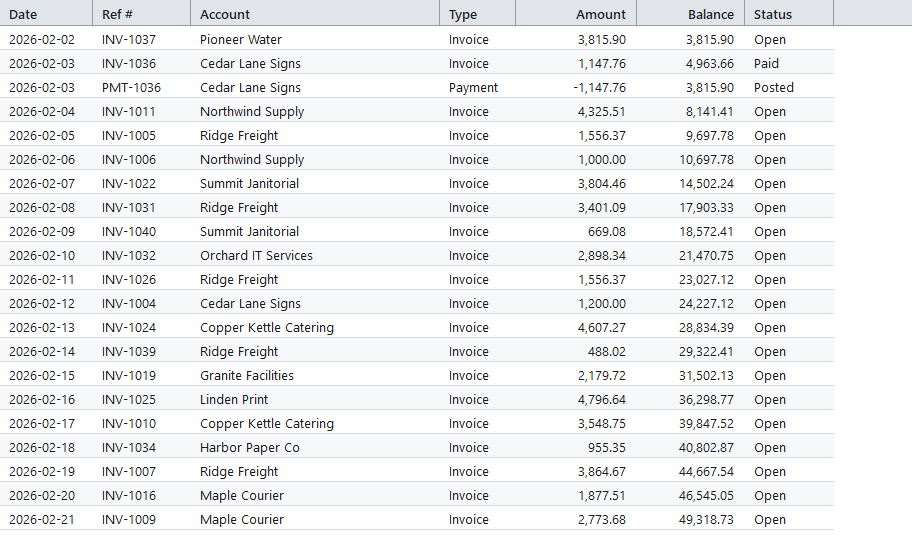 Date Ref # Account Type Amount Balance Status
2026-02-02 INV-1037 Pioneer Water Invoice 3,815.90 3,815.90 Open
2026-02-03 INV-1036 Cedar Lane Signs Invoice 1,147.76 4,963.66 Paid
2026-02-03 PMT-1036 Cedar Lane Signs Payment -1,147.76 3,815.90 Posted
2026-02-04 INV-1011 Northwind Supply Invoice 4,325.51 8,141.41 Open
2026-02-05 INV-1005 Ridge Freight Invoice 1,556.37 9,697.78 Open
2026-02-06 INV-1006 Northwind Supply Invoice 1,000.00 10,697.78 Open
2026-02-07 INV-1022 Summit Janitorial Invoice 3,804.46 14,502.24 Open
2026-02-08 INV-1031 Ridge Freight Invoice 3,401.09 17,903.33 Open
2026-02-09 INV-1040 Summit Janitorial Invoice 669.08 18,572.41 Open
2026-02-10 INV-1032 Orchard IT Services Invoice 2,898.34 21,470.75 Open
2026-02-11 INV-1026 Ridge Freight Invoice 1,556.37 23,027.12 Open
2026-02-12 INV-1004 Cedar Lane Signs Invoice 1,200.00 24,227.12 Open
2026-02-13 INV-1024 Copper Kettle Catering Invoice 4,607.27 28,834.39 Open
2026-02-14 INV-1039 Ridge Freight Invoice 488.02 29,322.41 Open
2026-02-15 INV-1019 Granite Facilities Invoice 2,179.72 31,502.13 Open
2026-02-16 INV-1025 Linden Print Invoice 4,796.64 36,298.77 Open
2026-02-17 INV-1010 Copper Kettle Catering Invoice 3,548.75 39,847.52 Open
2026-02-18 INV-1034 Harbor Paper Co Invoice 955.35 40,802.87 Open
2026-02-19 INV-1007 Ridge Freight Invoice 3,864.67 44,667.54 Open
2026-02-20 INV-1016 Maple Courier Invoice 1,877.51 46,545.05 Open
2026-02-21 INV-1009 Maple Courier Invoice 2,773.68 49,318.73 Open